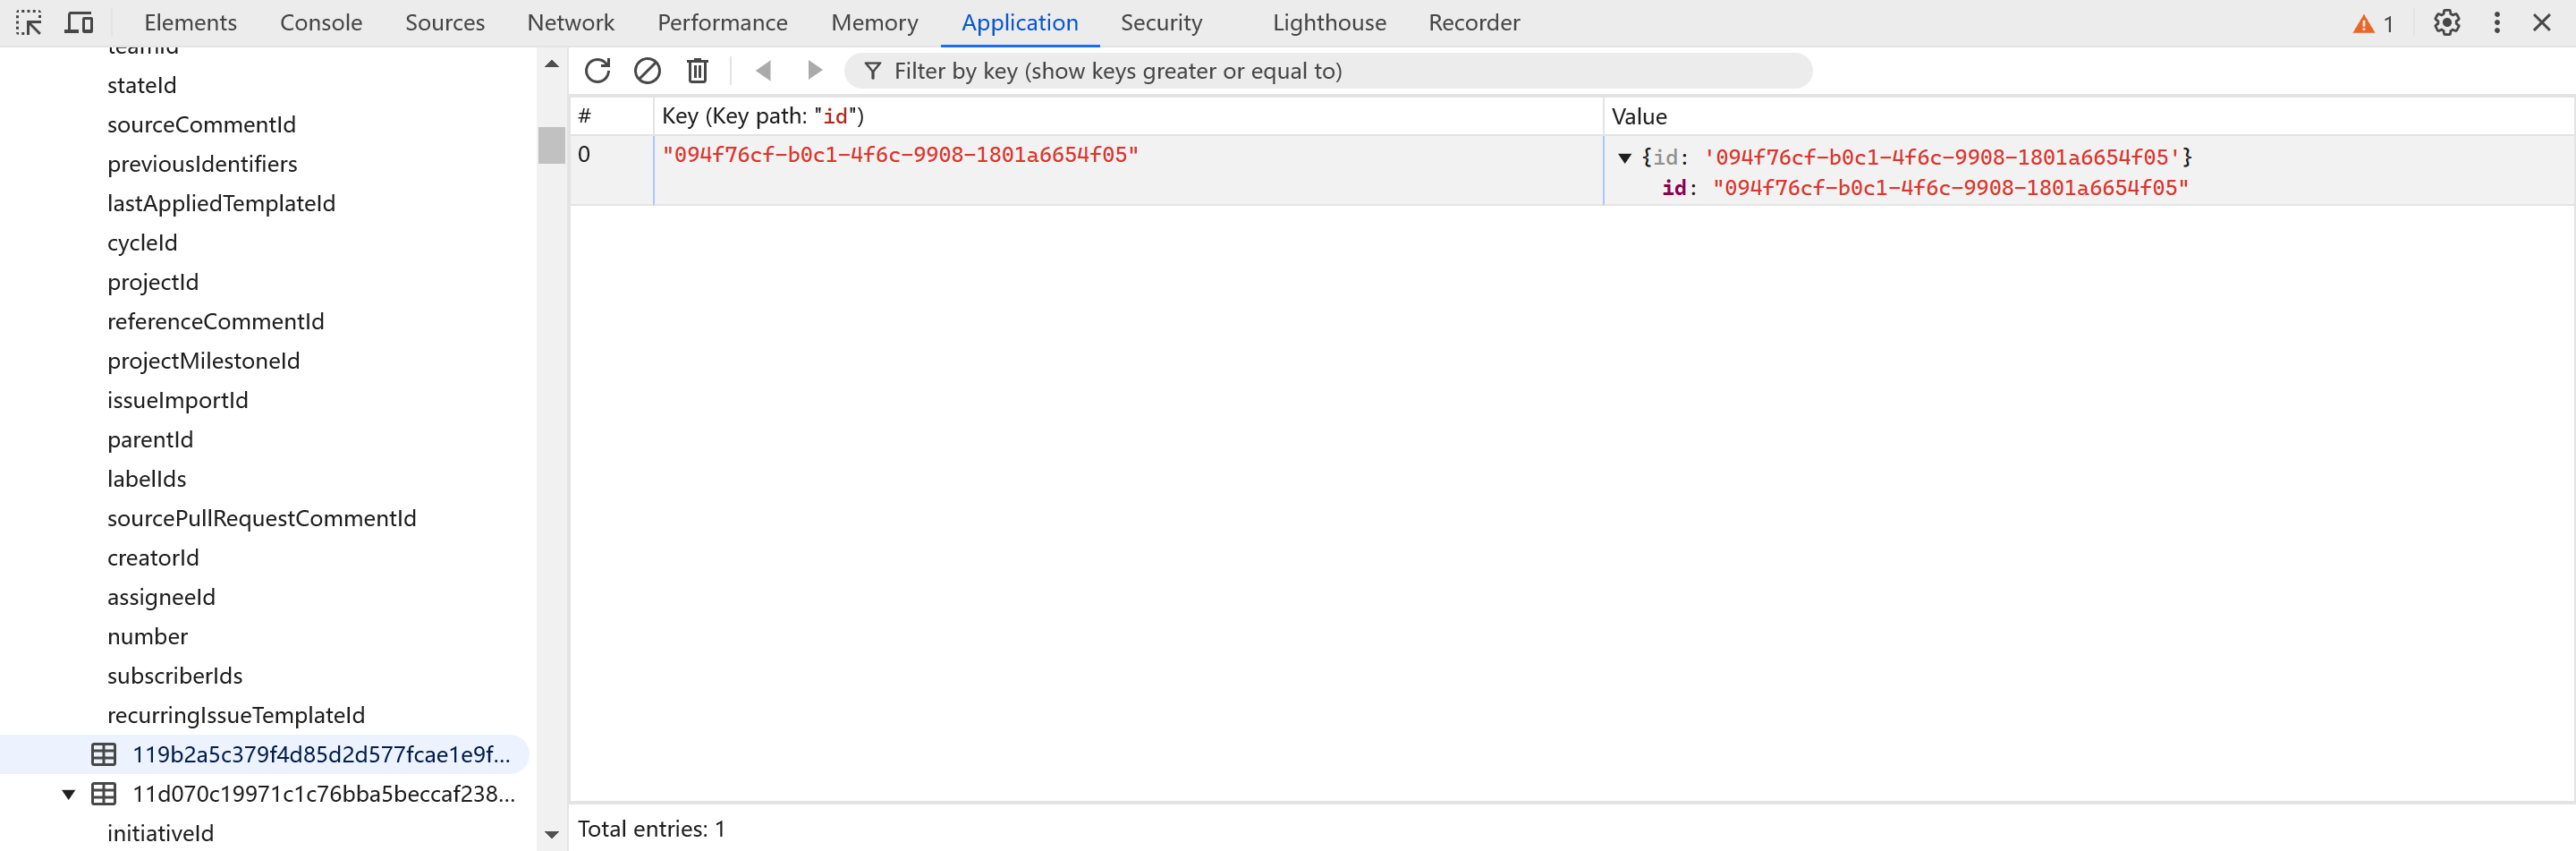 Elements Console Sources Network Performance Memory Application Security Lighthouse Recorder 1
teamId
stateId
sourceCommentId
previousIdentifiers
lastAppliedTemplateId
cycleId
projectId
referenceCommentId
projectMilestoneId
issueImportId
parentId
labelIds
sourcePullRequestCommentId
creatorId
assigneeId
number
subscriberIds
recurringIssueTemplateId
119b2a5c379f4d85d2d577fcae1e9f...
11d070c19971c1c76bba5beccaf238...
initiativeId
Filter by key (show keys greater or equal to)
# Key (Key path: "id") Value
0 "094f76cf-b0c1-4f6c-9908-1801a6654f05" {id: '094f76cf-b0c1-4f6c-9908-1801a6654f05'}
id: "094f76cf-b0c1-4f6c-9908-1801a6654f05"
Total entries: 1